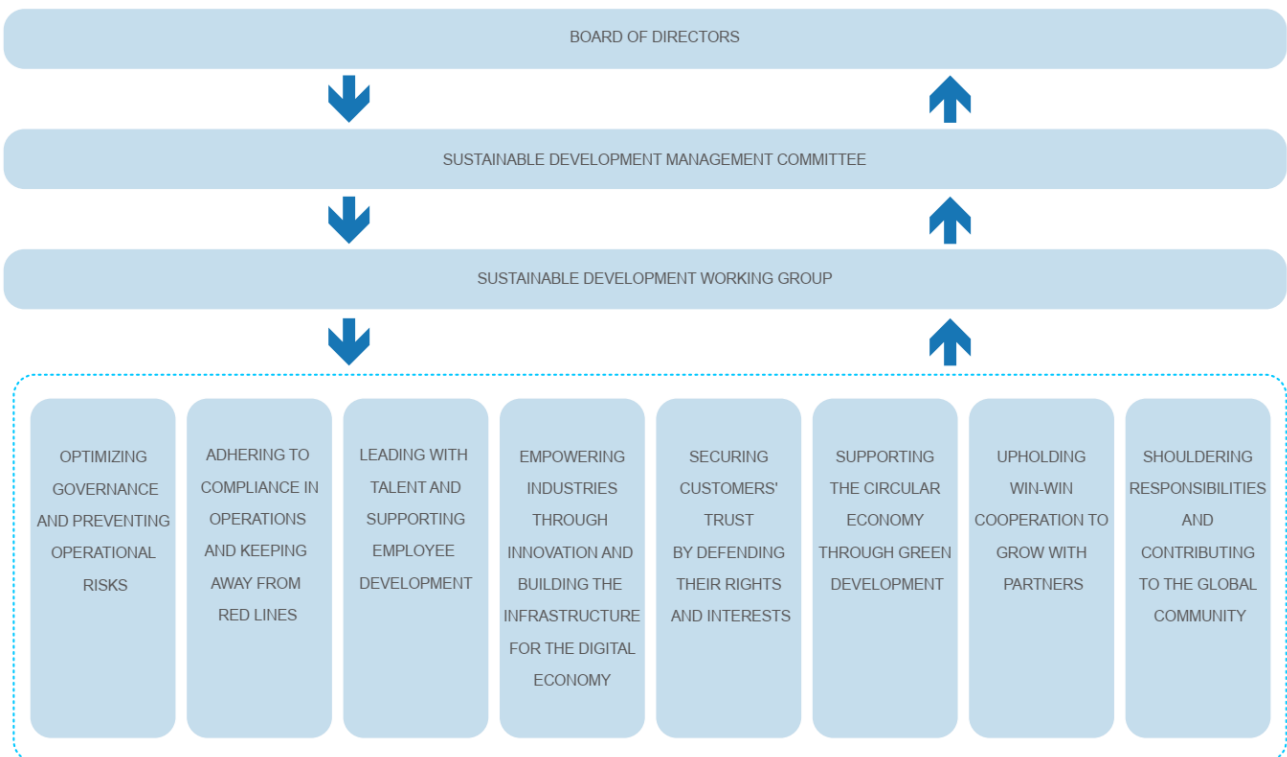 BOARD OF DIRECTORS
SUSTAINABLE DEVELOPMENT MANAGEMENT COMMITTEE
SUSTAINABLE DEVELOPMENT WORKING GROUP
OPTIMIZING
GOVERNANCE
AND PREVENTING
OPERATIONAL
RISKS
ADHERING TO
COMPLIANCE IN
OPERATIONS
AND KEEPING
AWAY FROM
RED LINES
LEADING WITH
TALENT AND
SUPPORTING
EMPLOYEE
DEVELOPMENT
EMPOWERING
INDUSTRIES
THROUGH
INNOVATION AND
BUILDING THE
INFRASTRUCTURE
FOR THE DIGITAL
ECONOMY
SECURING
CUSTOMERS'
TRUST
BY DEFENDING
THEIR RIGHTS
AND INTERESTS
SUPPORTING
THE CIRCULAR
ECONOMY
THROUGH GREEN
DEVELOPMENT
UPHOLDING
WIN-WIN
COOPERATION TO
GROW WITH
PARTNERS
SHOULDERING
RESPONSIBILITIES
AND
CONTRIBUTING
TO THE GLOBAL
COMMUNITY